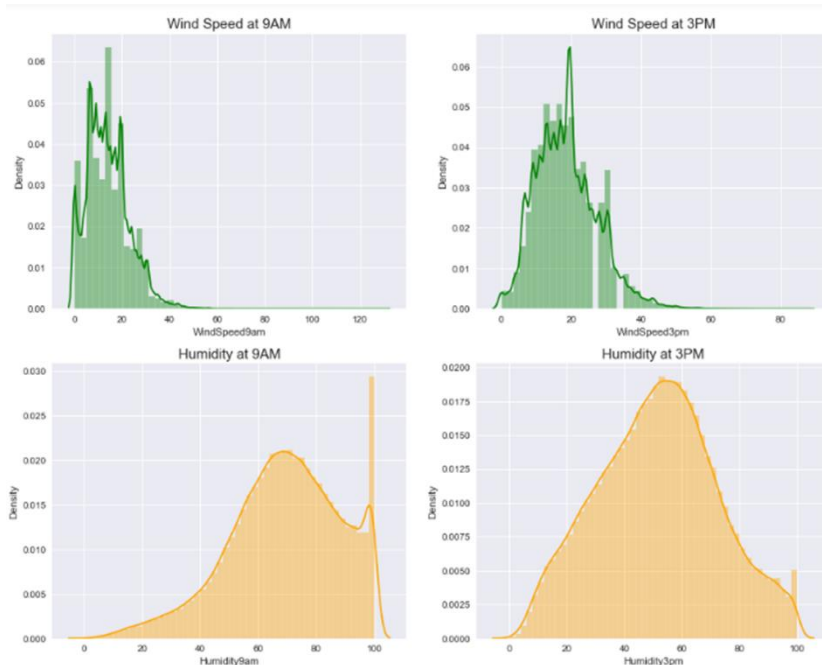 Wind Speed at 9AM
0.06
0.05
0.04
0.03
0.02
0.01
0.00
Density
0 20 40 60 80 100 120
WindSpeed9am
Wind Speed at 3PM
0.06
0.05
0.04
0.03
0.02
0.01
0.00
Density
0 20 40 60 80
WindSpeed3pm
Humidity at 9AM
0.030
0.025
0.020
0.015
0.010
0.005
0.000
Density
0 20 40 60 80 100
Humidity9am
Humidity at 3PM
0.0200
0.0175
0.0150
0.0125
0.0100
0.0075
0.0050
0.0025
0.0000
Density
0 20 40 60 80 100
Humidity3pm